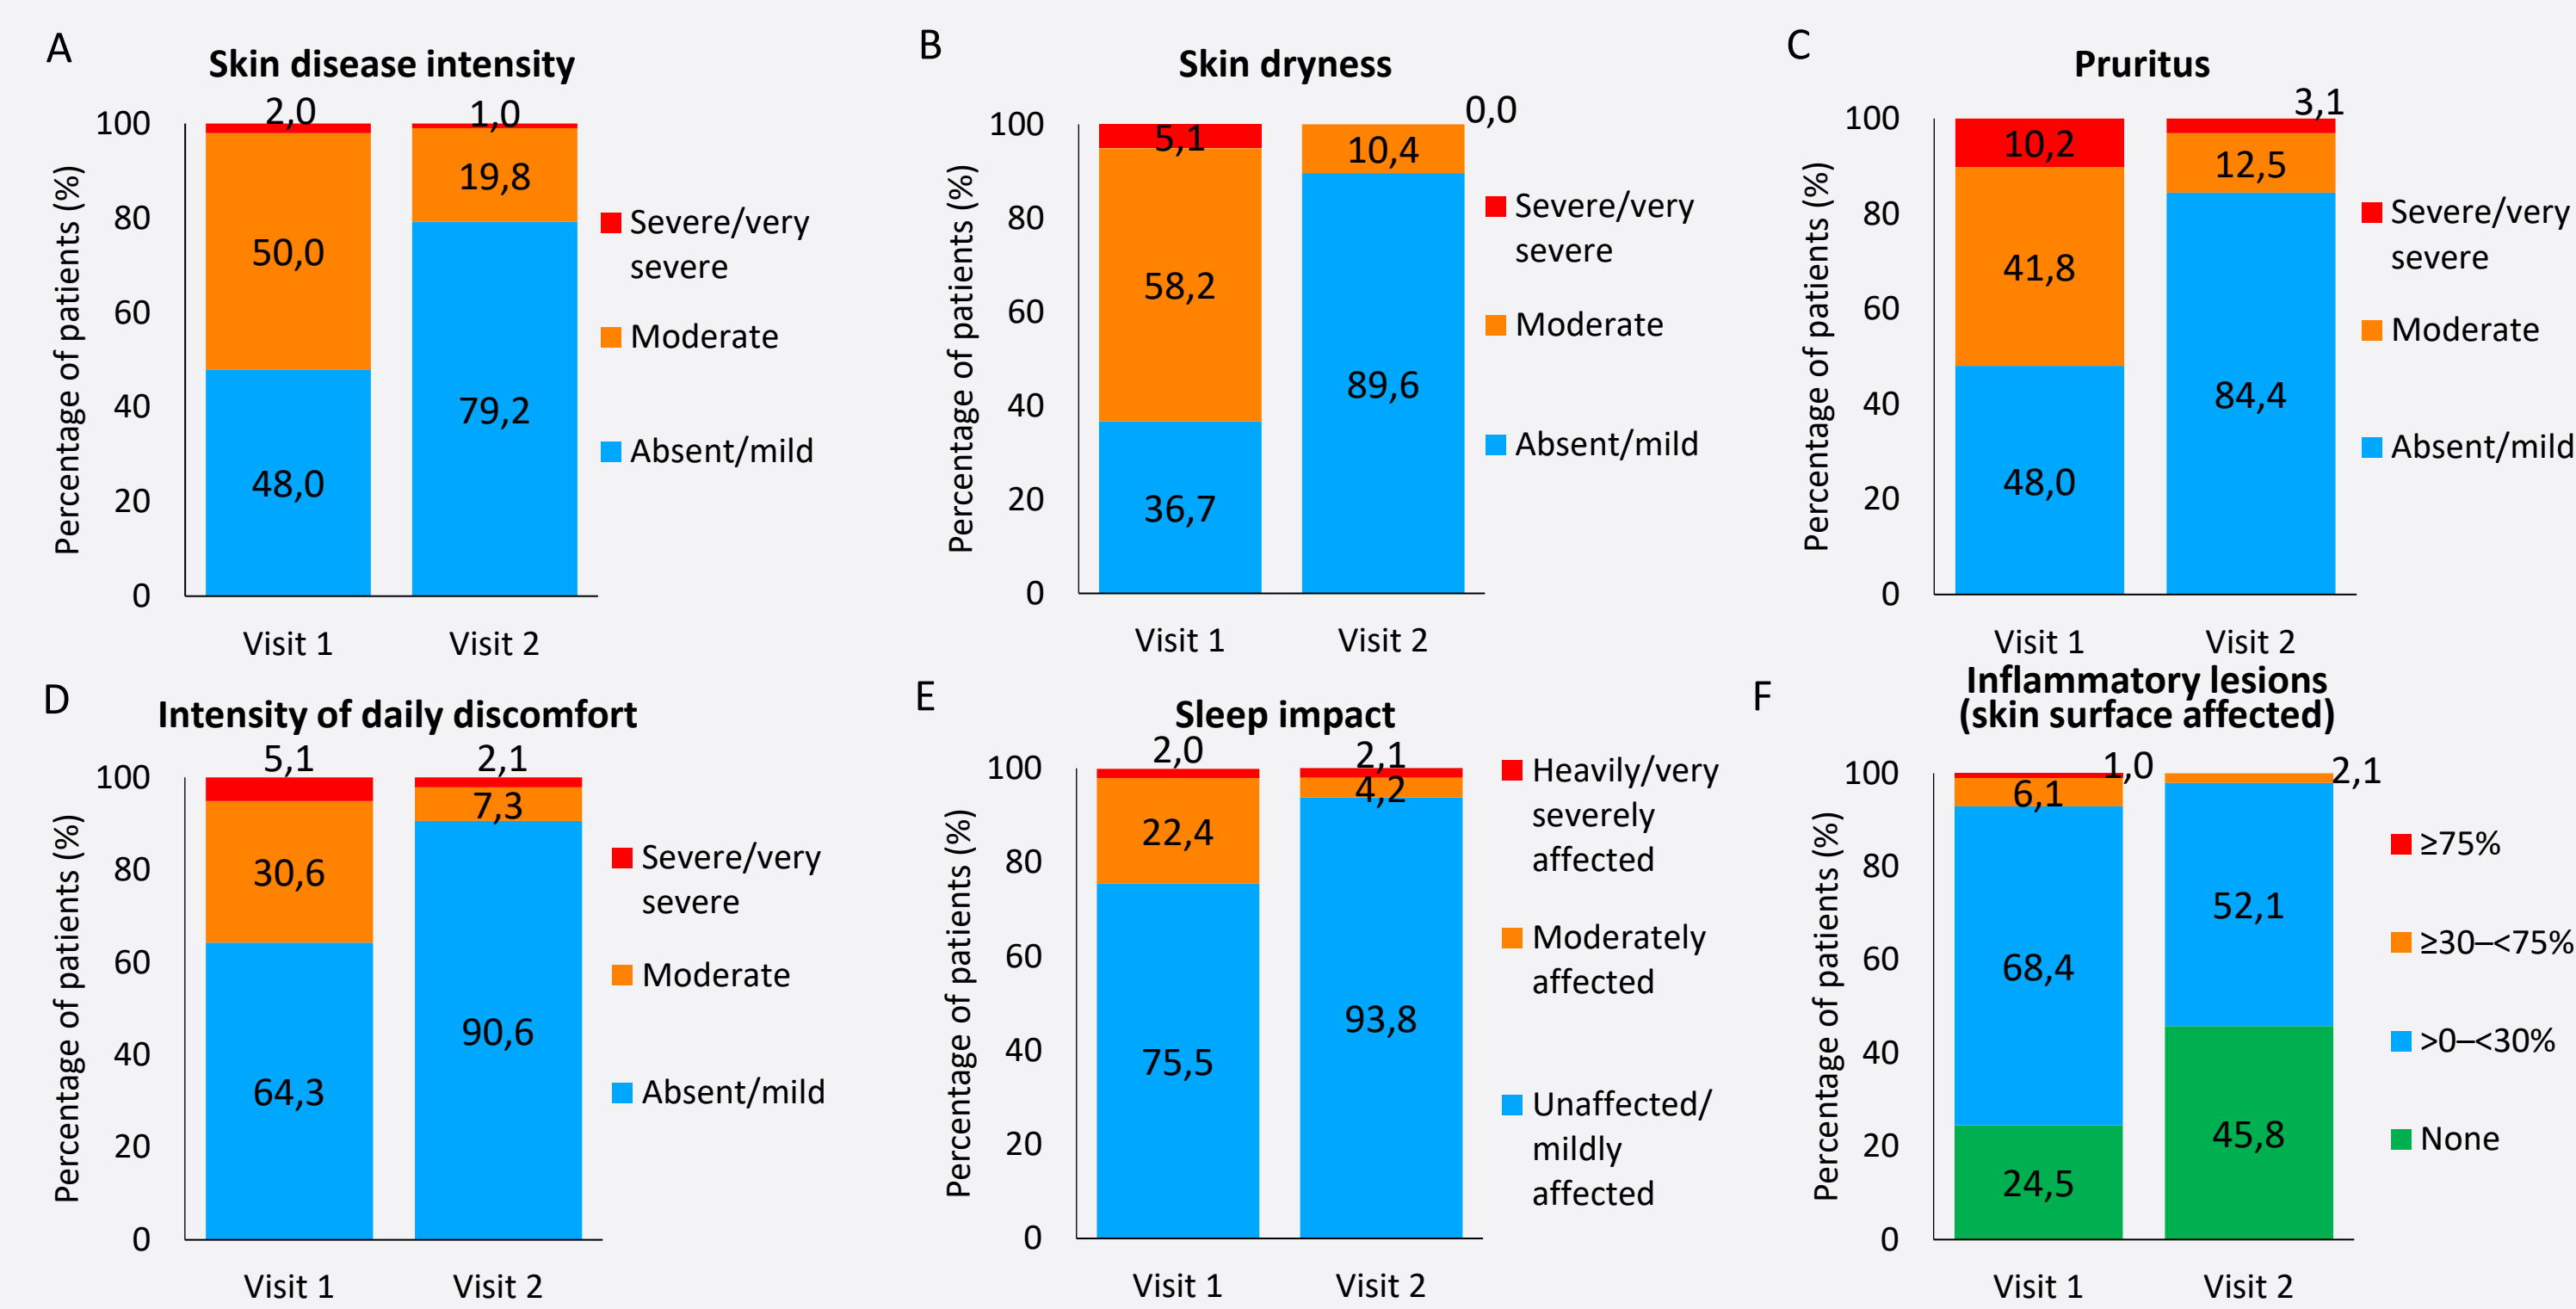 A
Skin disease intensity
Percentage of patients (%)
100
80
60
40
20
0
2,0
50,0
48,0
1,0
19,8
79,2
Visit 1
Visit 2
Severe/very
severe
Moderate
Absent/mild
B
Skin dryness
Percentage of patients (%)
100
80
60
40
20
0
5,1
58,2
36,7
0,0
10,4
89,6
Visit 1
Visit 2
Severe/very
severe
Moderate
Absent/mild
C
Pruritus
Percentage of patients (%)
100
80
60
40
20
0
10,2
41,8
48,0
3,1
12,5
84,4
Visit 1
Visit 2
Severe/very
severe
Moderate
Absent/mild
D
Intensity of daily discomfort
Percentage of patients (%)
100
80
60
40
20
0
5,1
30,6
64,3
2,1
7,3
90,6
Visit 1
Visit 2
Severe/very
severe
Moderate
Absent/mild
E
Sleep impact
Percentage of patients (%)
100
80
60
40
20
0
2,0
22,4
75,5
2,1
4,2
93,8
Visit 1
Visit 2
Heavily/very
severely
affected
Moderately
affected
Unaffected/
mildly
affected
F
Inflammatory lesions
(skin surface affected)
Percentage of patients (%)
100
80
60
40
20
0
1,0
6,1
68,4
24,5
2,1
52,1
45,8
Visit 1
Visit 2
≥75%
≥30–<75%
>0–<30%
None